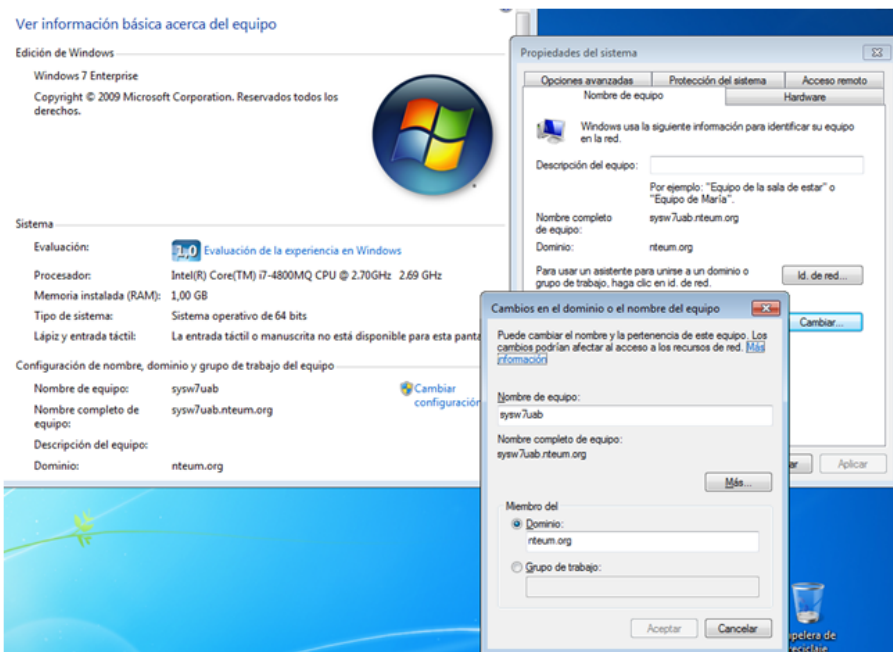 Ver información básica acerca del equipo
Edición de Windows
Windows 7 Enterprise
Copyright © 2009 Microsoft Corporation. Reservados todos los
derechos.
Sistema
Evaluación:
1,0 Evaluación de la experiencia en Windows
Procesador: Intel(R) Core(TM) i7-4800MQ CPU @ 2.70GHz 2.69 GHz
Memoria instalada (RAM): 1,00 GB
Tipo de sistema: Sistema operativo de 64 bits
Lápiz y entrada táctil: La entrada táctil o manuscrita no está disponible para esta
Configuración de nombre, dominio y grupo de trabajo del equipo
Nombre de equipo: sysw7uab
Cambiar
configuración
Nombre completo de
equipo:
sysw7uab.nteum.org
Descripción del equipo:
Dominio: nteum.org
Propiedades del sistema
Opciones avanzadas Protección del sistema Acceso remoto
Nombre de equipo Hardware
Windows usa la siguiente información para identificar su equipo
en la red.
Descripción del equipo:
Por ejemplo: "Equipo de la sala de estar" o
"Equipo de María".
Nombre completo
de equipo:
sysw7uab.nteum.org
Dominio: nteum.org
Para usar un asistente para unirse a un dominio o
grupo de trabajo, haga clic en Id. de red.
Id. de red...
Cambiar...
Aplicar
Cambios en el dominio o el nombre del equipo
Puede cambiar el nombre y la pertenencia de este equipo. Los
cambios podrían afectar al acceso a los recursos de red. Más
información
Nombre de equipo:
sysw7uab
Nombre completo de equipo:
sysw7uab.nteum.org
Más...
Miembro del
Dominio:
nteum.org
Grupo de trabajo:
Aceptar Cancelar
reciclaje